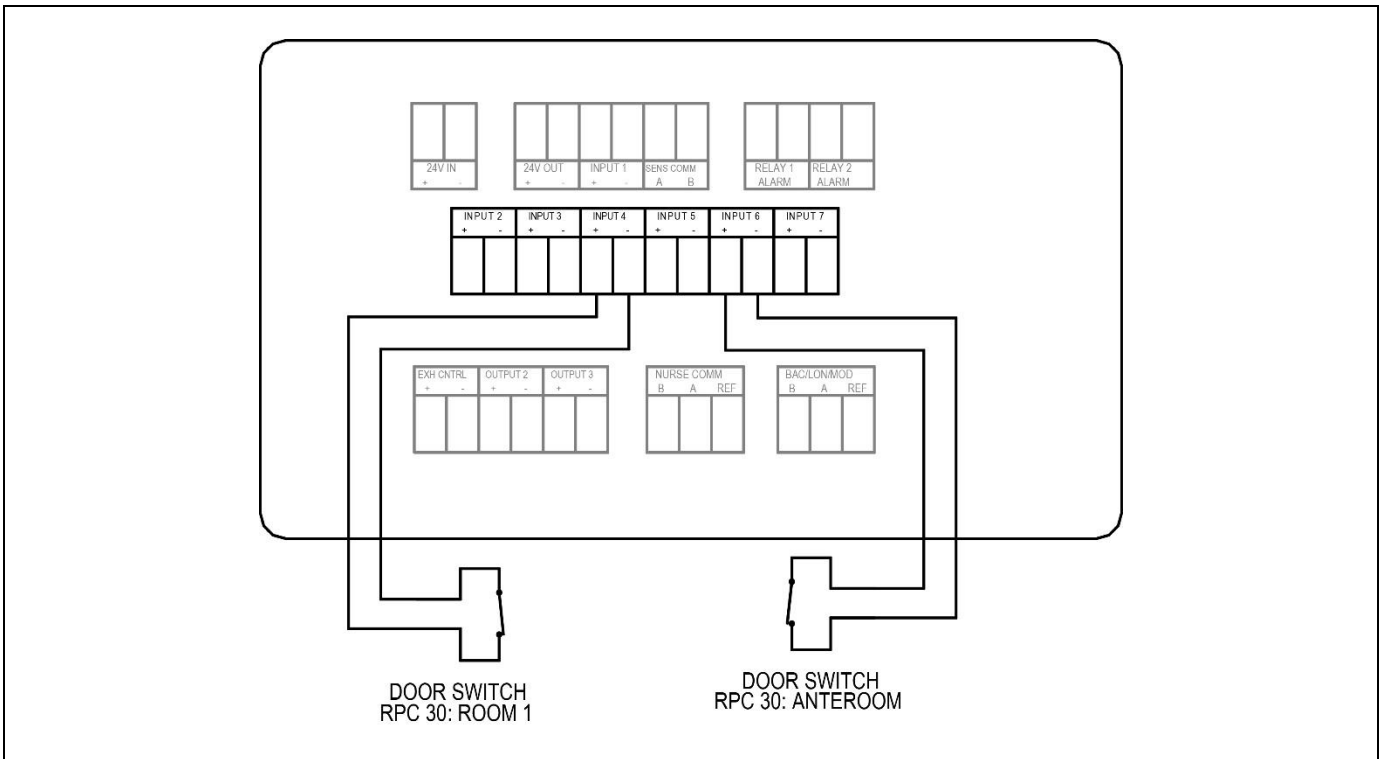 24V IN
+ -
24V OUT INPUT 1 SENS COMM
+ - + - A B
RELAY 1 RELAY 2
ALARM ALARM
INPUT 2 INPUT 3 INPUT 4 INPUT 5 INPUT 6 INPUT 7
+ - + - + - + - + - + -
EXH CNTRL OUTPUT 2 OUTPUT 3
+ - + - + -
NURSE COMM
B A REF
BAC/LON/MOD
B A REF
DOOR SWITCH
RPC 30: ROOM 1
DOOR SWITCH
RPC 30: ANTEROOM